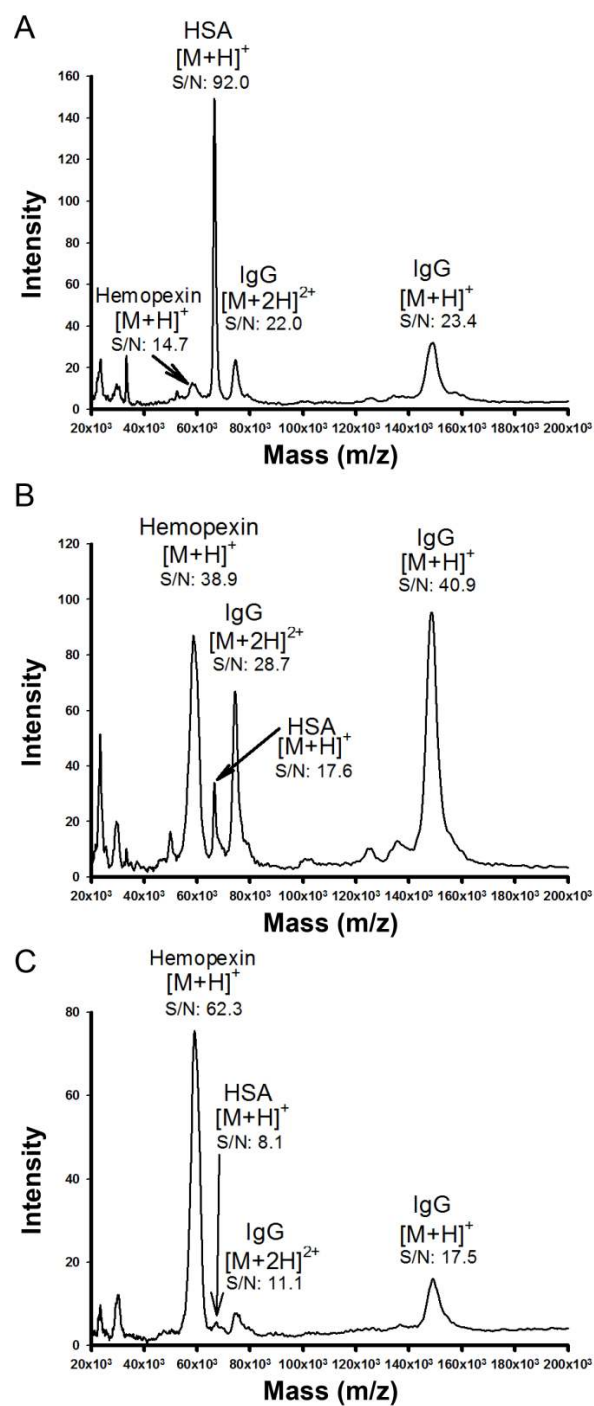 A
HSA
[M+H]⁺
S/N: 92.0
Hemopexin
[M+H]⁺
S/N: 14.7
IgG
[M+2H]²⁺
S/N: 22.0
IgG
[M+H]⁺
S/N: 23.4
Intensity
160
140
120
100
80
60
40
20
0
20x10³ 40x10³ 60x10³ 80x10³ 100x10³ 120x10³ 140x10³ 160x10³ 180x10³ 200x10³
Mass (m/z)
B
Hemopexin
[M+H]⁺
S/N: 38.9
IgG
[M+2H]²⁺
S/N: 28.7
HSA
[M+H]⁺
S/N: 17.6
IgG
[M+H]⁺
S/N: 40.9
Intensity
120
100
80
60
40
20
0
20x10³ 40x10³ 60x10³ 80x10³ 100x10³ 120x10³ 140x10³ 160x10³ 180x10³ 200x10³
Mass (m/z)
C
Hemopexin
[M+H]⁺
S/N: 62.3
HSA
[M+H]⁺
S/N: 8.1
IgG
[M+2H]²⁺
S/N: 11.1
IgG
[M+H]⁺
S/N: 17.5
Intensity
80
60
40
20
0
20x10³ 40x10³ 60x10³ 80x10³ 100x10³ 120x10³ 140x10³ 160x10³ 180x10³ 200x10³
Mass (m/z)